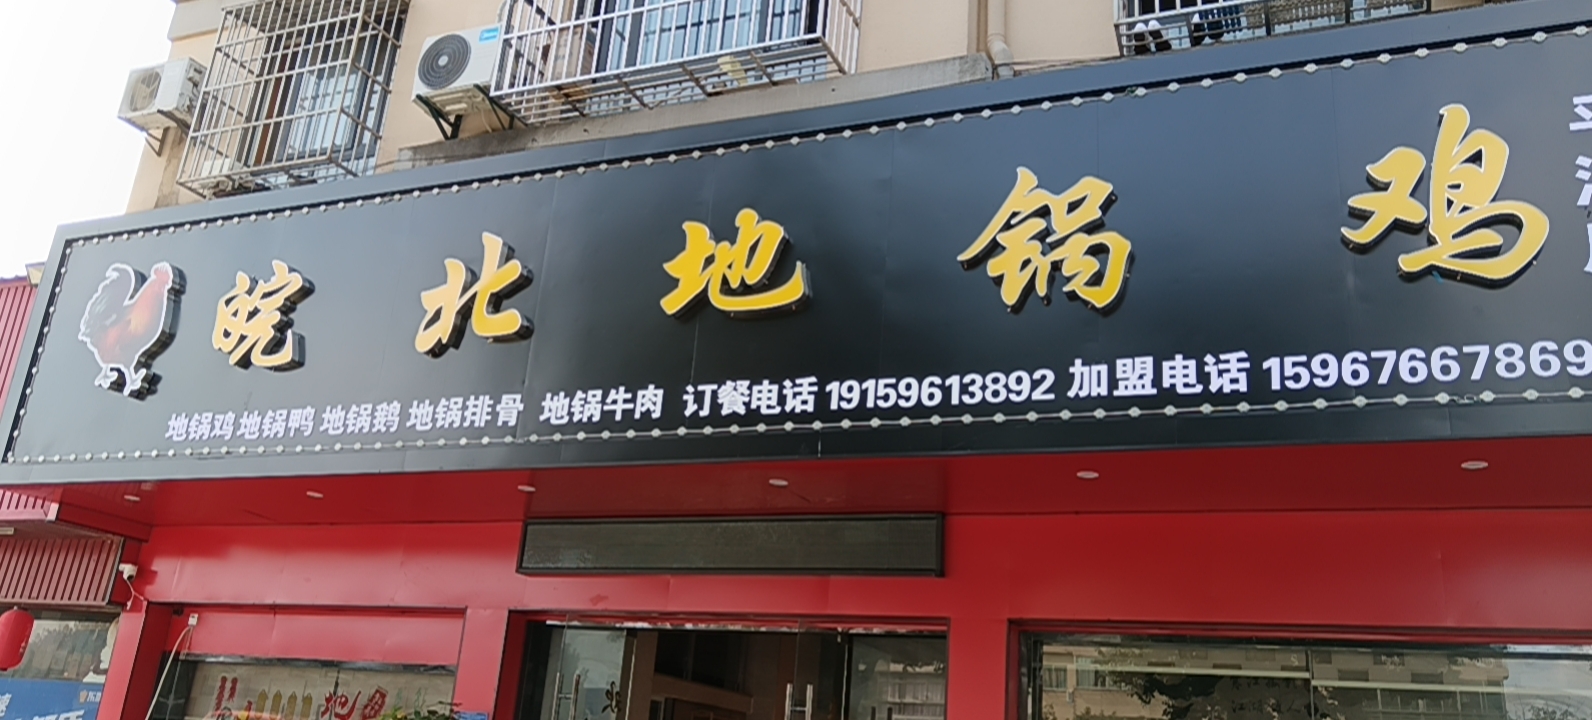 皖北地锅鸡
地锅鸡 地锅鸭 地锅鹅 地锅排骨 地锅牛肉 订餐电话 19159613892 加盟电话 15967667869